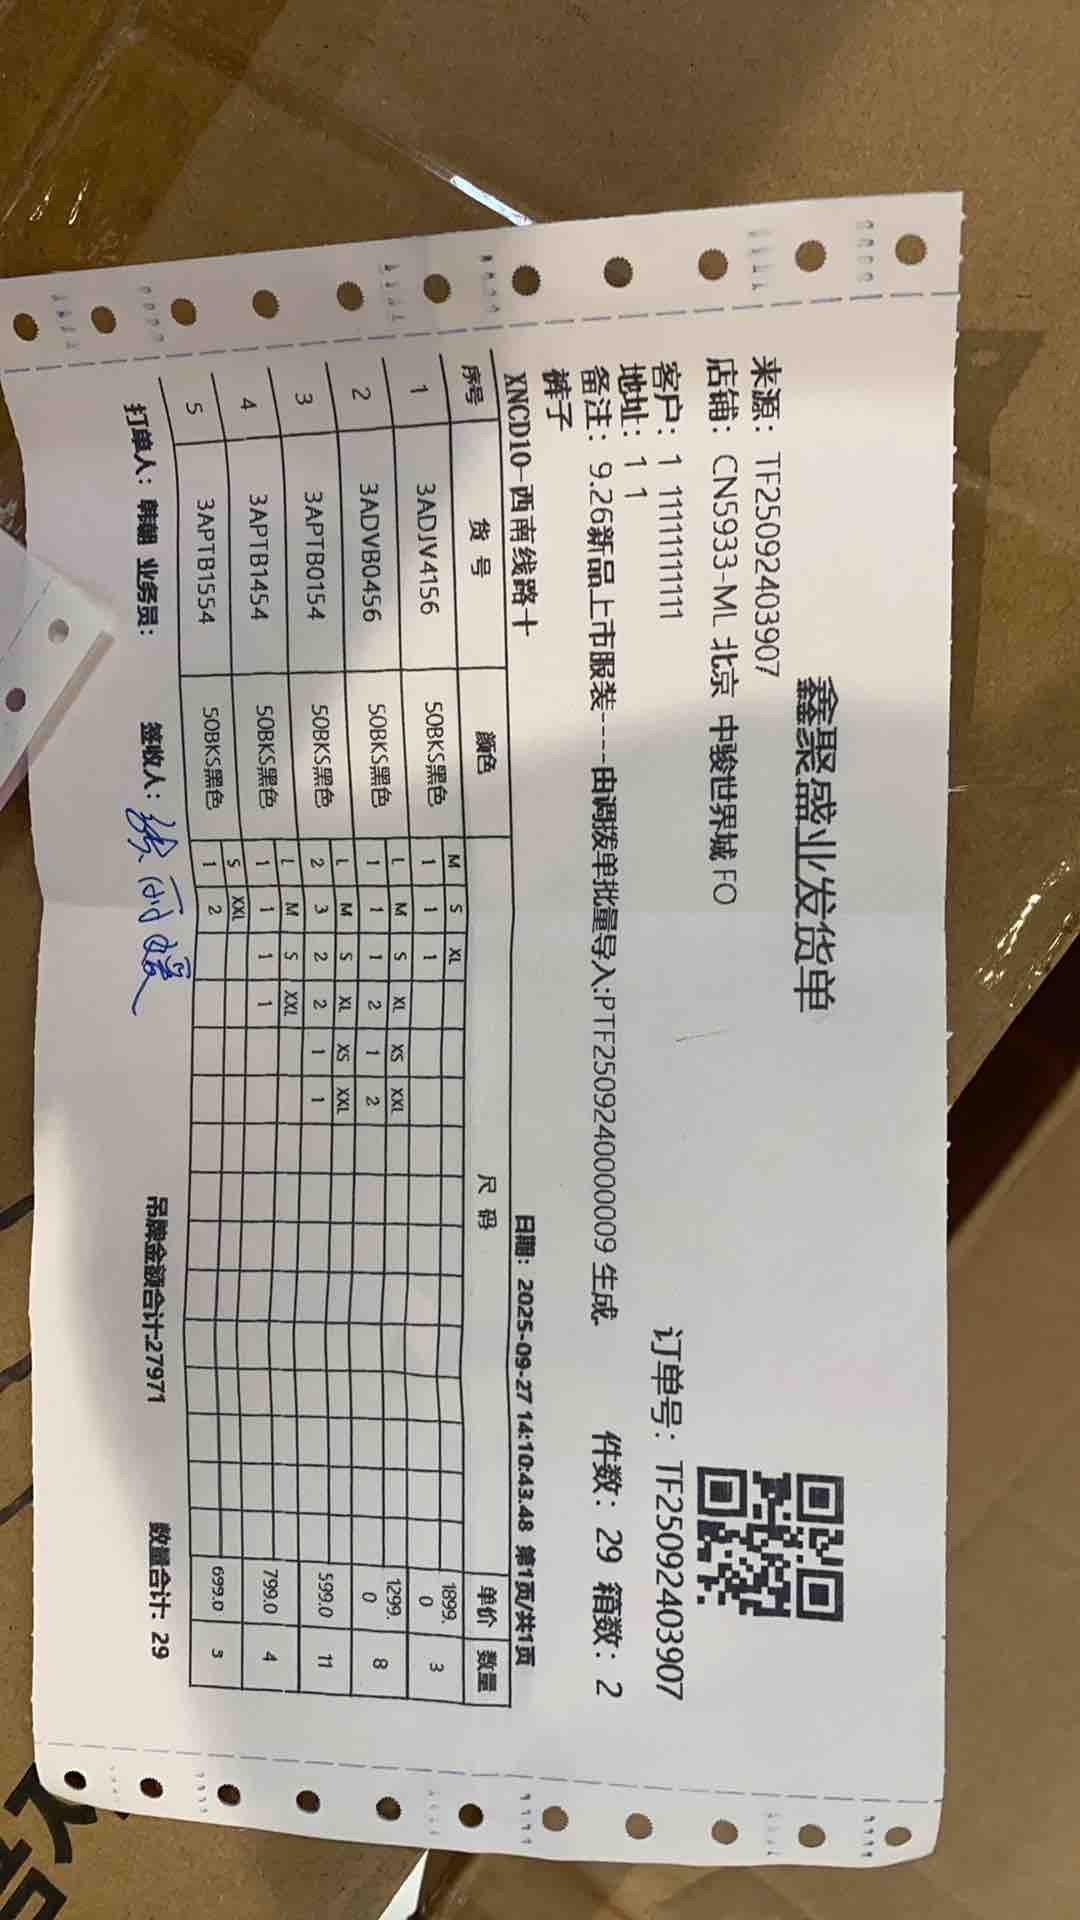 鑫聚盛业发货单
来源： TF250924403907
店铺： CN5933-ML 北京 中骏世界城 FO
客户： 1 11111111111 订单号： TF250924403907
地址： 1 1
备注： 9.26新品上市服装----由调拨单批量导入:PTF2509240000009 生成- 件数： 29 箱数： 2
裤子
XNCD10-西南线路十 日期： 2025-09-27 14:10:43.48 第1页/共1页
序号 货 号 颜色 尺 码 单价 数量
M S XL
1 3ADJV4156 50BKS黑色 1 1 1 1899.0 3
L M S XL XS XXL
2 3ADVB0456 50BKS黑色 1 1 1 2 1 2 1299.0 8
L M S XL XS XXL
3 3APTB0154 50BKS黑色 2 3 2 2 1 1 599.0 11
L M S XXL
4 3APTB1454 50BKS黑色 1 1 1 1 799.0 4
S XXL
5 3APTB1554 50BKS黑色 1 2 699.0 3
打单人： 韩翻 业务员： 签收人： 吊牌金额合计:27971 数量合计: 29